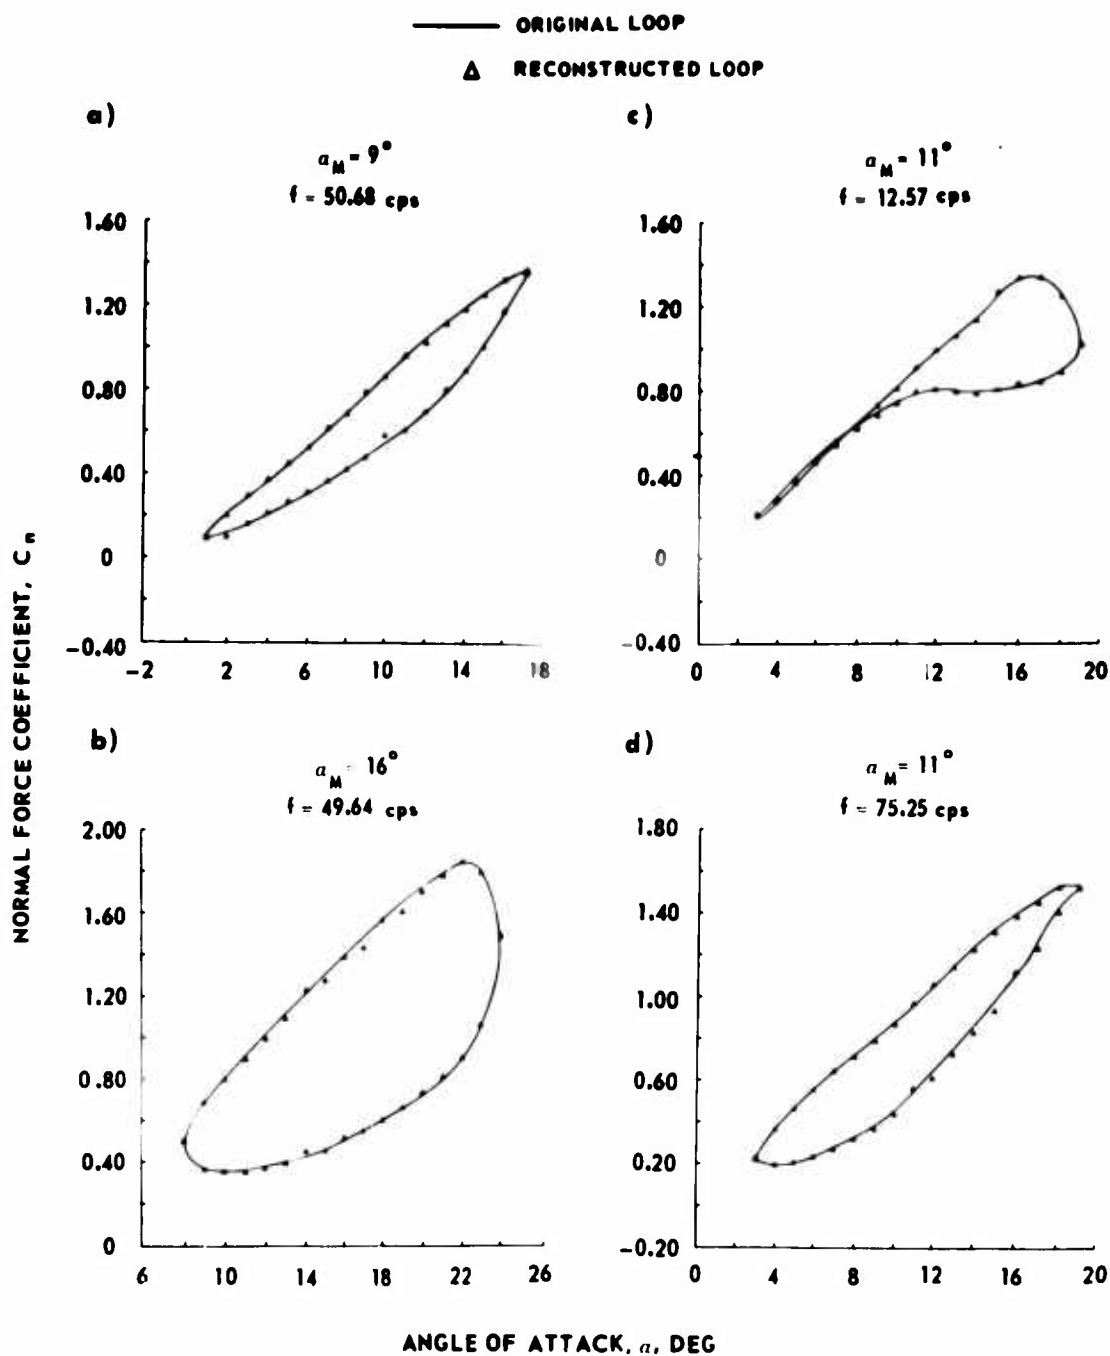 ORIGINAL LOOP
Δ RECONSTRUCTED LOOP
a)
α_M = 9°
f = 50.68 cps
1.60
1.20
0.80
0.40
0
-0.40
-2 2 6 10 14 18
c)
α_M = 11°
f = 12.57 cps
1.60
1.20
0.80
0.40
0
-0.40
0 4 8 12 16 20
b)
α_M = 16°
f = 49.64 cps
2.00
1.60
1.20
0.80
0.40
0
6 10 14 18 22 26
d)
α_M = 11°
f = 75.25 cps
1.80
1.40
1.00
0.60
0.20
-0.20
0 4 8 12 16 20
NORMAL FORCE COEFFICIENT, C_n
ANGLE OF ATTACK, α, DEG